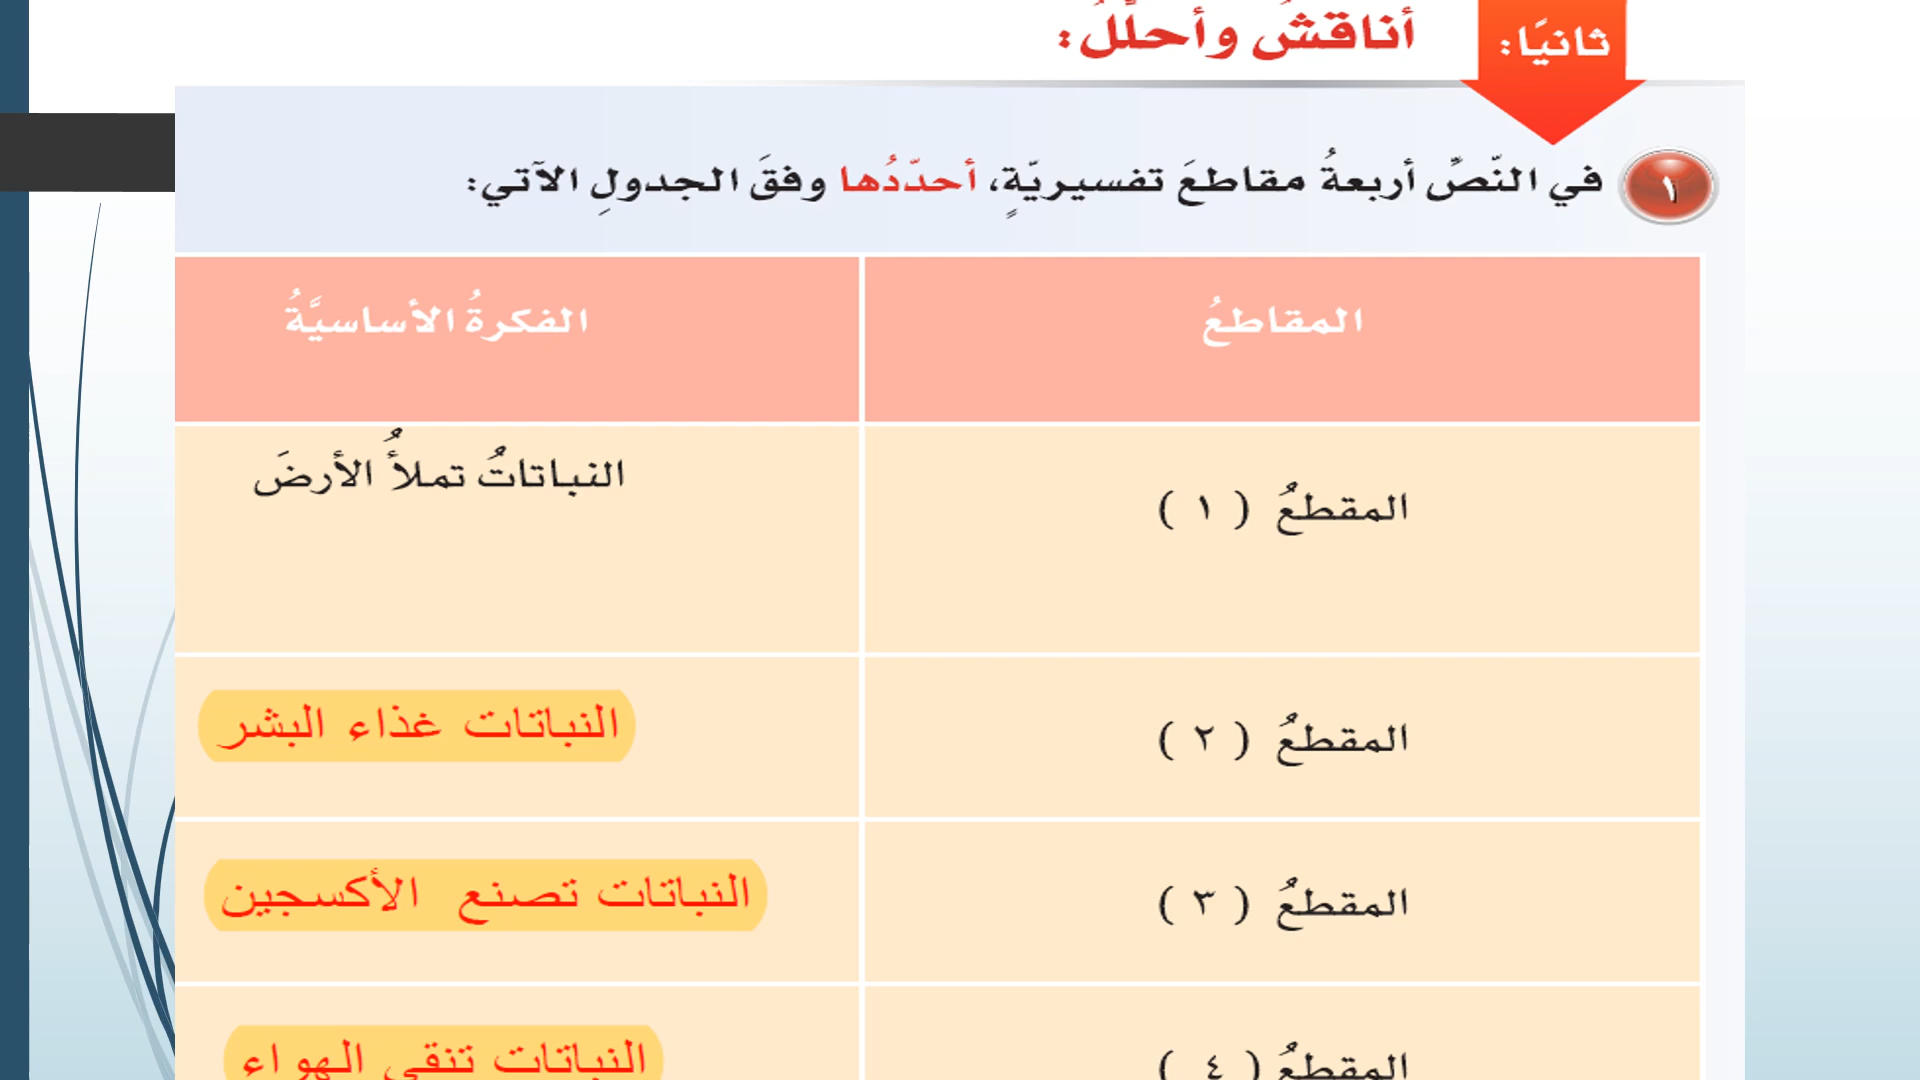 ثانيًا: أناقشُ وأحلّلُ:
١ في النّصِّ أربعةُ مقاطعَ تفسيريّةٍ، أحدّدُها وفقَ الجدولِ الآتي:
المقاطعُ الفكرةُ الأساسيَّةُ
المقطعُ ( ١ ) النباتاتُ تملأُ الأرضَ
المقطعُ ( ٢ ) النباتات غذاء البشر
المقطعُ ( ٣ ) النباتات تصنع الأكسجين
المقطعُ ( ٤ ) النباتات تنقي الهواء